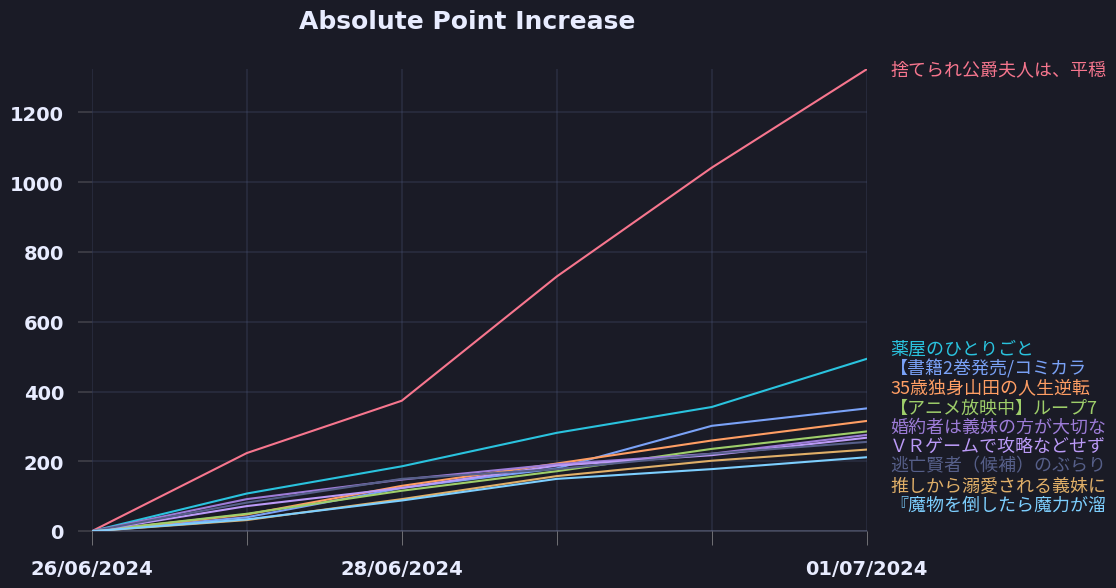 Absolute Point Increase
1200
1000
800
600
400
200
0
26/06/2024
28/06/2024
01/07/2024
捨てられ公爵夫人は、平穏
薬屋のひとりごと
【書籍2巻発売/コミカラ
35歳独身山田の人生逆転
【アニメ放映中】ループ7
婚約者は義妹の方が大切な
ＶＲゲームで攻略などせず
逃亡賢者（候補）のぶらり
推しから溺愛される義妹に
『魔物を倒したら魔力が溜